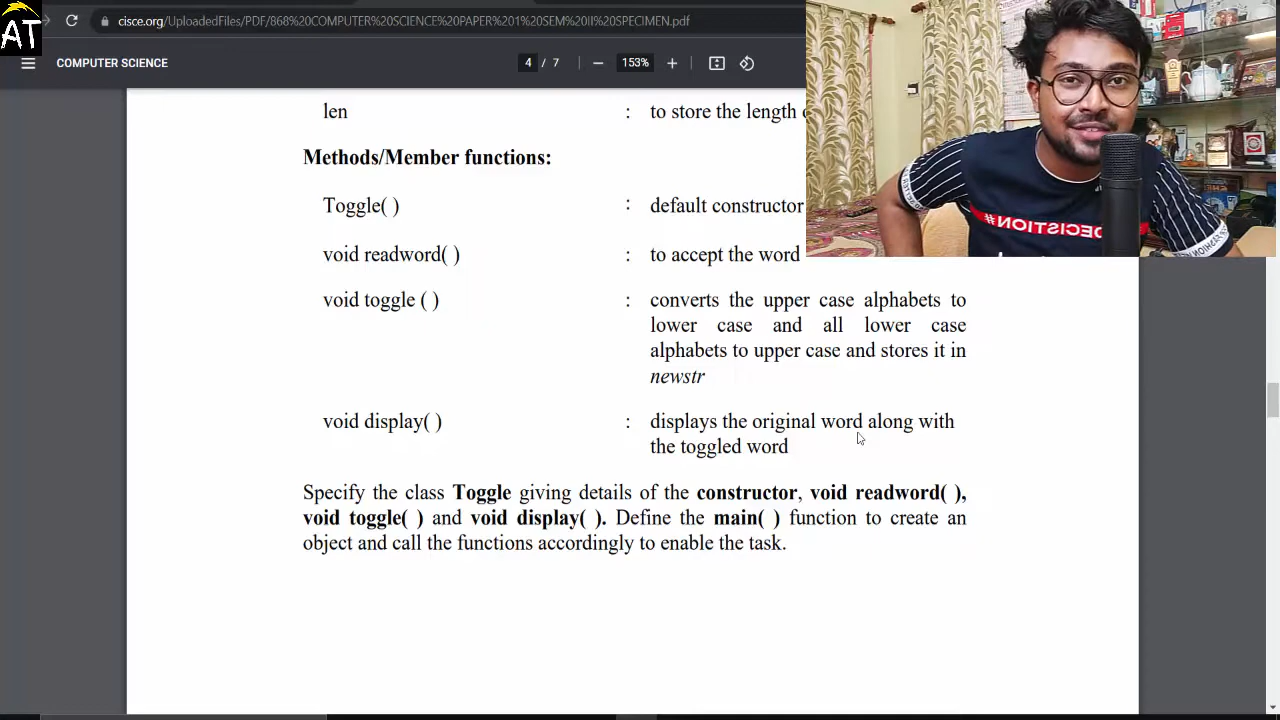 AT
cisce.org/UploadedFiles/PDF/868%20COMPUTER%20SCIENCE%20PAPER%201%20SEM%20II%20SPECIMEN.pdf
COMPUTER SCIENCE
4 / 7
153%
len : to store the length
Methods/Member functions:
Toggle( ) : default constructor
void readword( ) : to accept the word
void toggle ( ) : converts the upper case alphabets to
lower case and all lower case
alphabets to upper case and stores it in
newstr
void display( ) : displays the original word along with
the toggled word
Specify the class Toggle giving details of the constructor, void readword( ),
void toggle( ) and void display( ). Define the main( ) function to create an
object and call the functions accordingly to enable the task.
#DECISTION